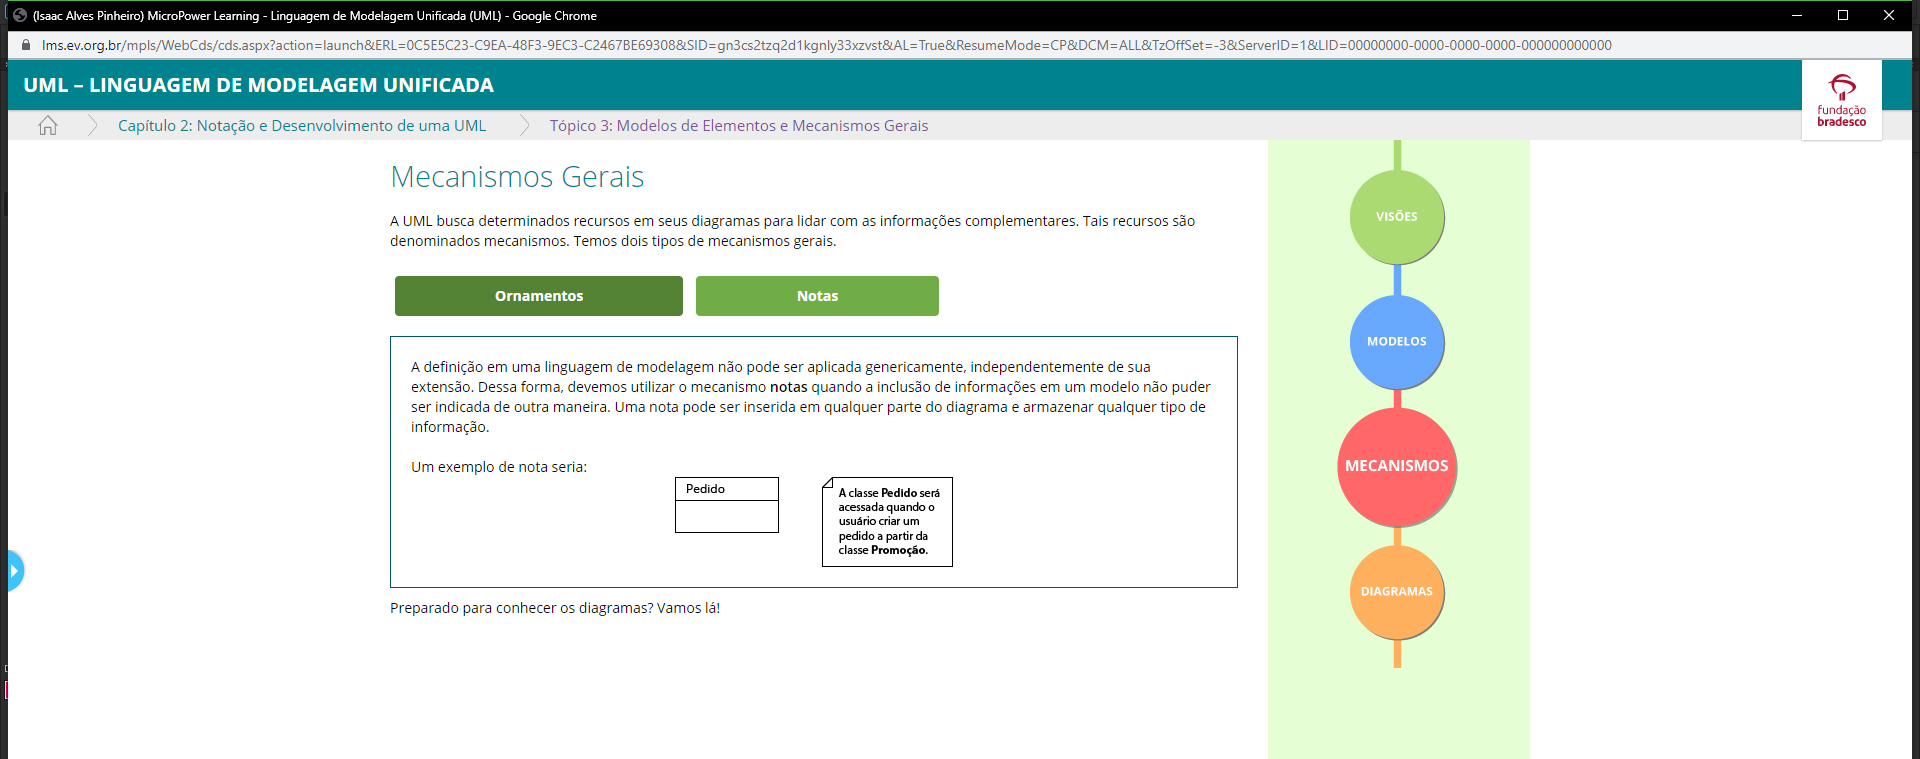 (Isaac Alves Pinheiro) MicroPower Learning - Linguagem de Modelagem Unificada (UML) - Google Chrome
lms.ev.org.br/mpls/WebCds/cds.aspx?action=launch&ERL=0C5E5C23-C9EA-48F3-9EC3-C2467BE69308&SID=gn3cs2tzq2d1kgnly33xzvst&AL=True&ResumeMode=CP&DCM=ALL&TzOffSet=-3&ServerID=1&LID=00000000-0000-0000-0000-000000000000
UML – LINGUAGEM DE MODELAGEM UNIFICADA
fundação
bradesco
Capítulo 2: Notação e Desenvolvimento de uma UML
Tópico 3: Modelos de Elementos e Mecanismos Gerais
Mecanismos Gerais
A UML busca determinados recursos em seus diagramas para lidar com as informações complementares. Tais recursos são
denominados mecanismos. Temos dois tipos de mecanismos gerais.
Ornamentos
Notas
A definição em uma linguagem de modelagem não pode ser aplicada genericamente, independentemente de sua
extensão. Dessa forma, devemos utilizar o mecanismo notas quando a inclusão de informações em um modelo não puder
ser indicada de outra maneira. Uma nota pode ser inserida em qualquer parte do diagrama e armazenar qualquer tipo de
informação.
Um exemplo de nota seria:
Pedido
A classe Pedido será
acessada quando o
usuário criar um
pedido a partir da
classe Promoção.
Preparado para conhecer os diagramas? Vamos lá!
VISÕES
MODELOS
MECANISMOS
DIAGRAMAS